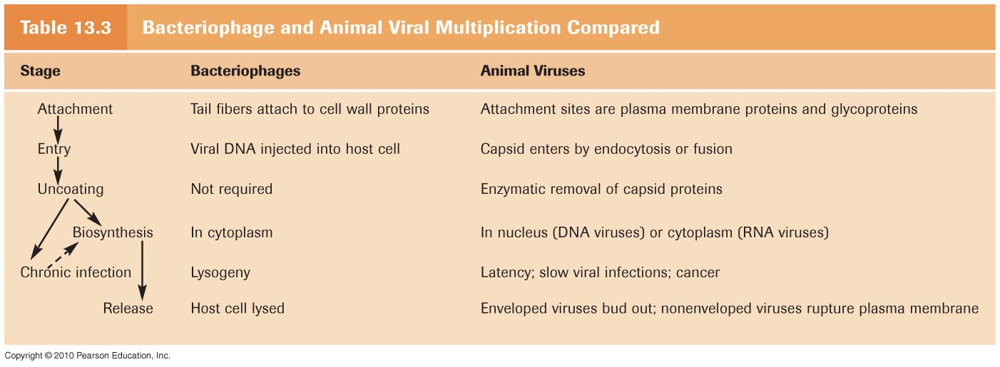 Table 13.3 Bacteriophage and Animal Viral Multiplication Compared
Stage Bacteriophages Animal Viruses
Attachment Tail fibers attach to cell wall proteins Attachment sites are plasma membrane proteins and glycoproteins
Entry Viral DNA injected into host cell Capsid enters by endocytosis or fusion
Uncoating Not required Enzymatic removal of capsid proteins
Biosynthesis In cytoplasm In nucleus (DNA viruses) or cytoplasm (RNA viruses)
Chronic infection Lysogeny Latency; slow viral infections; cancer
Release Host cell lysed Enveloped viruses bud out; nonenveloped viruses rupture plasma membrane
Copyright © 2010 Pearson Education, Inc.